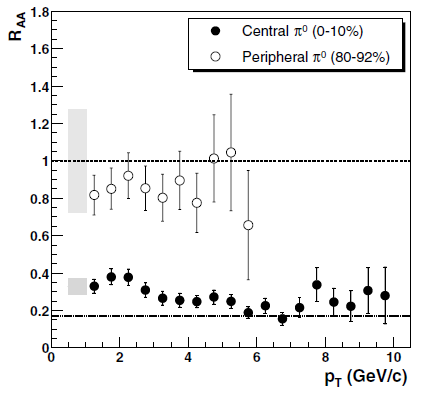 R_AA
1.8
1.6
1.4
1.2
1
0.8
0.6
0.4
0.2
0
0 2 4 6 8 10
p_T (GeV/c)
Central π⁰ (0-10%)
Peripheral π⁰ (80-92%)